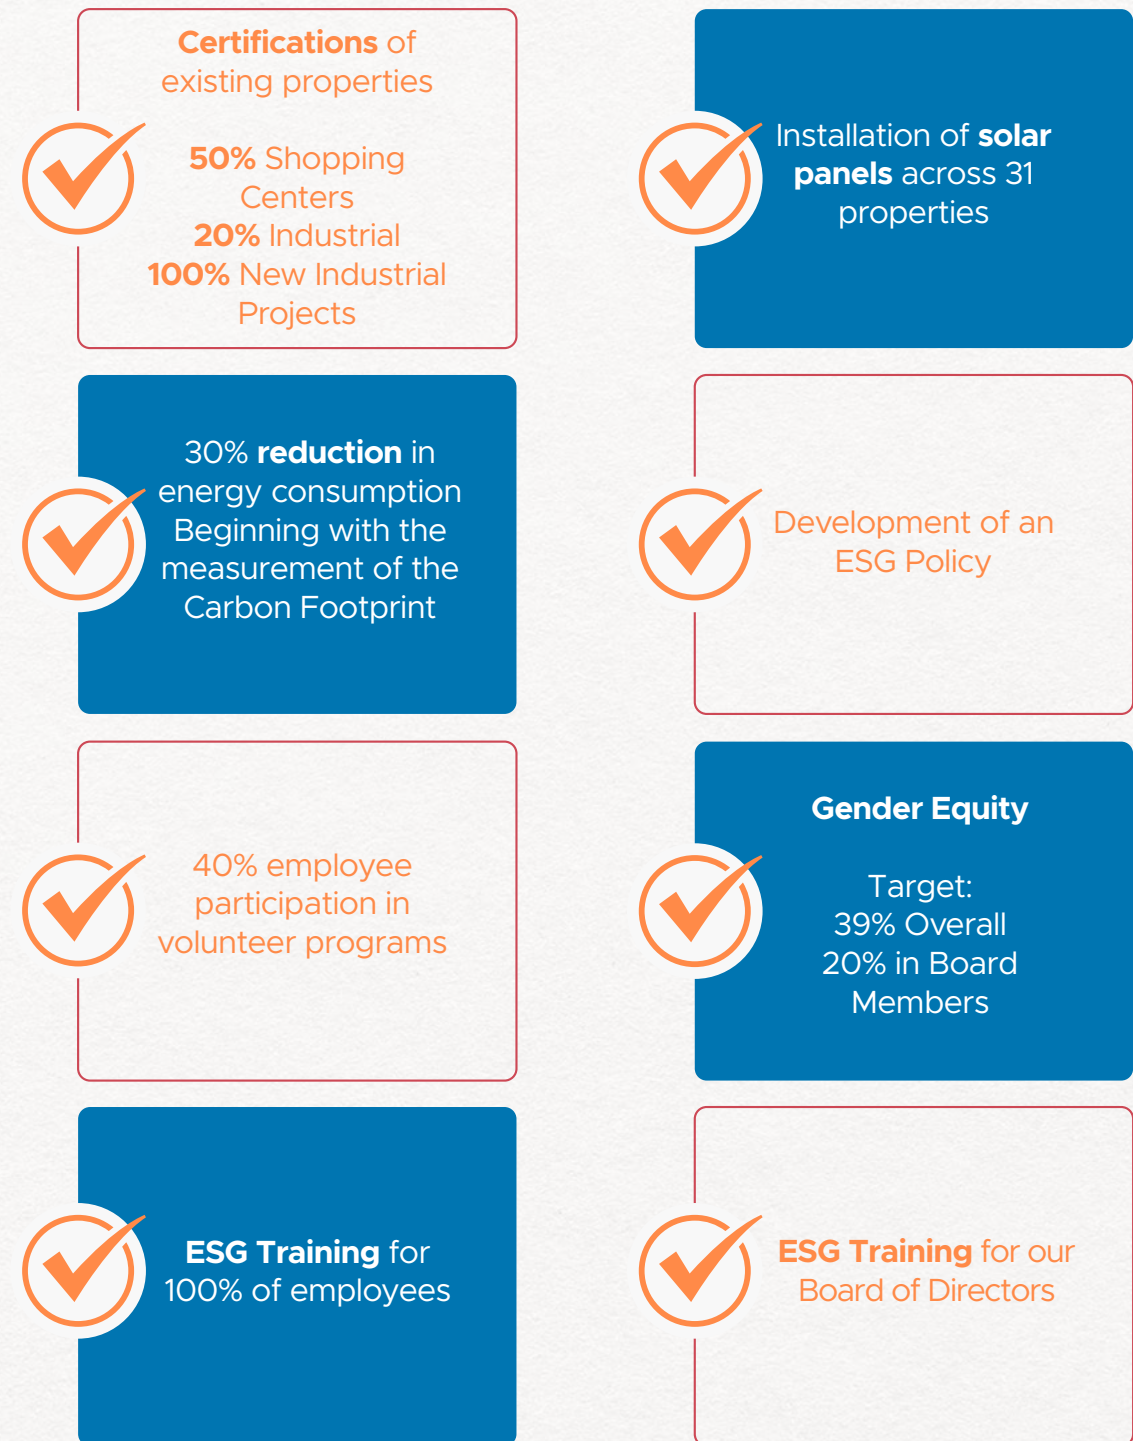 Certifications of
existing properties
50% Shopping
Centers
20% Industrial
100% New Industrial
Projects
Installation of solar
panels across 31
properties
30% reduction in
energy consumption
Beginning with the
measurement of the
Carbon Footprint
Development of an
ESG Policy
40% employee
participation in
volunteer programs
Gender Equity
Target:
39% Overall
20% in Board
Members
ESG Training for
100% of employees
ESG Training for our
Board of Directors